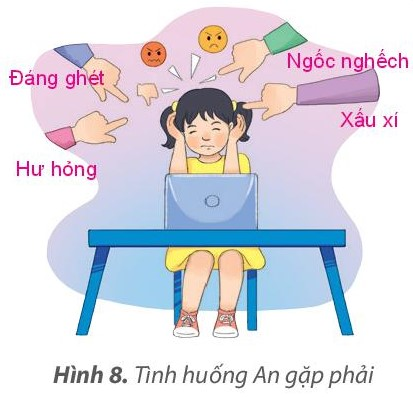 Đáng ghét
Ngốc nghếch
Xấu xí
Hư hỏng
Hình 8. Tình huống An gặp phải